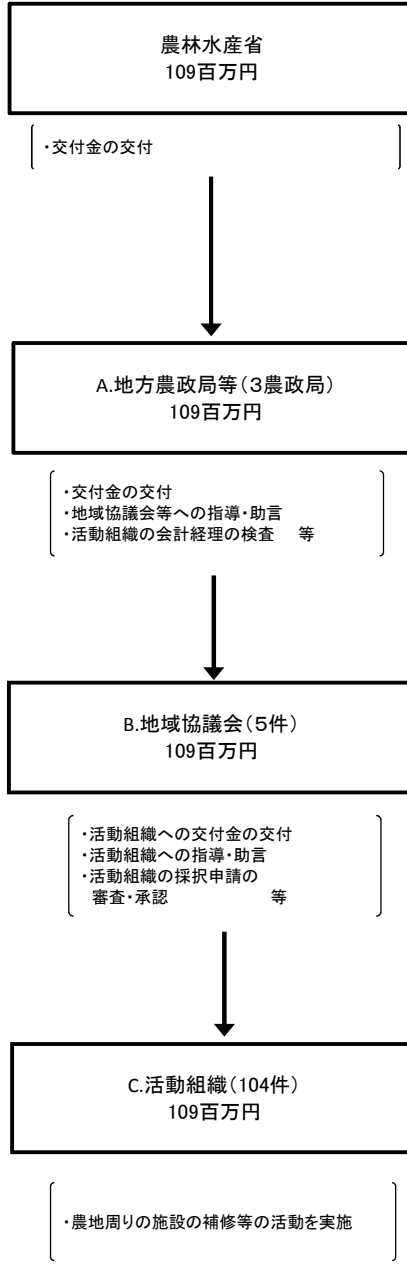 農林水産省
109百万円
・交付金の交付
A.地方農政局等（３農政局）
109百万円
・交付金の交付
・地域協議会等への指導・助言
・活動組織の会計経理の検査　等
B.地域協議会（５件）
109百万円
・活動組織への交付金の交付
・活動組織への指導・助言
・活動組織の採択申請の
審査・承認　　　　　　等
C.活動組織（104件）
109百万円
・農地周りの施設の補修等の活動を実施